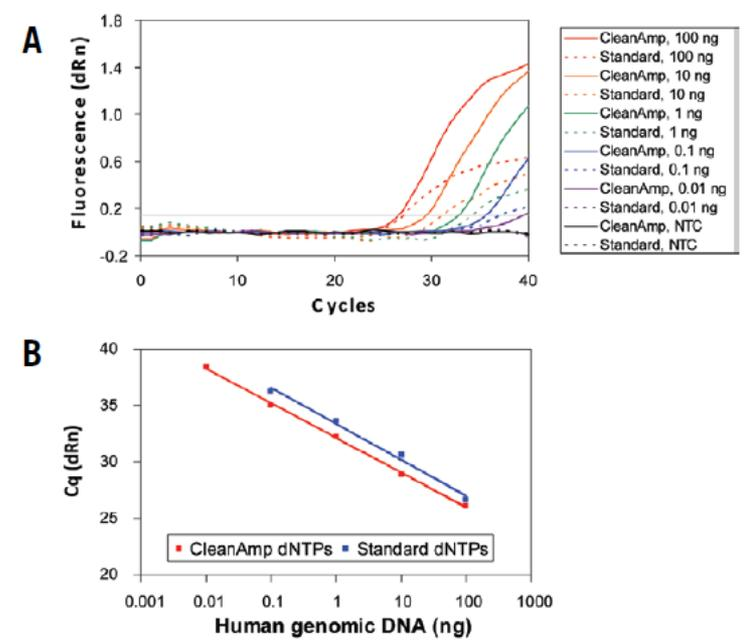 A
Fluorescence (dRn)
1.8
1.4
1.0
0.6
0.2
-0.2
0 10 20 30 40
Cycles
CleanAmp, 100 ng
Standard, 100 ng
CleanAmp, 10 ng
Standard, 10 ng
CleanAmp, 1 ng
Standard, 1 ng
CleanAmp, 0.1 ng
Standard, 0.1 ng
CleanAmp, 0.01 ng
Standard, 0.01 ng
CleanAmp, NTC
Standard, NTC
B
Cq (dRn)
40
35
30
25
20
CleanAmp dNTPs Standard dNTPs
0.001 0.01 0.1 1 10 100 1000
Human genomic DNA (ng)